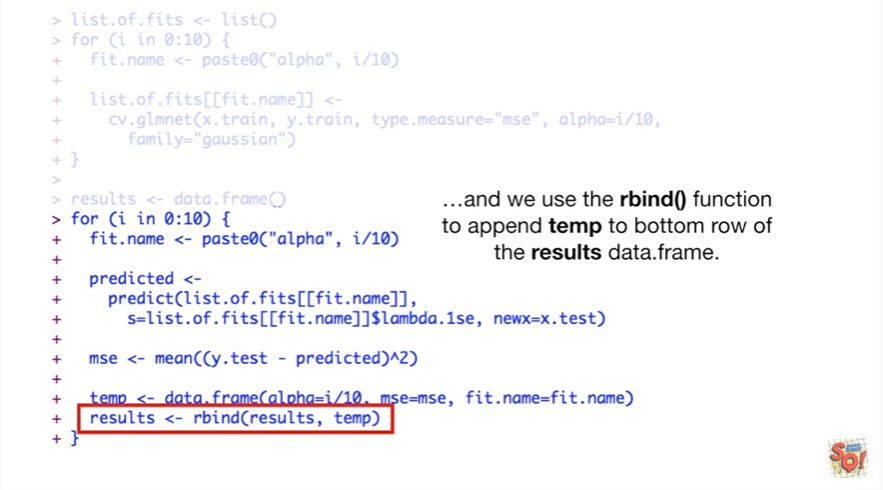 > list.of.fits <- list()
> for (i in 0:10) {
+   fit.name <- paste0("alpha", i/10)
+
+   list.of.fits[[fit.name]] <-
+     cv.glmnet(x.train, y.train, type.measure="mse", alpha=i/10,
+       family="gaussian")
+ }
>
> results <- data.frame()
> for (i in 0:10) {
+   fit.name <- paste0("alpha", i/10)
+
+   predicted <-
+     predict(list.of.fits[[fit.name]],
+       s=list.of.fits[[fit.name]]$lambda.1se, newx=x.test)
+
+   mse <- mean((y.test - predicted)^2)
+
+   temp <- data.frame(alpha=i/10, mse=mse, fit.name=fit.name)
+   results <- rbind(results, temp)
+ }
…and we use the rbind() function
to append temp to bottom row of
the results data.frame.
SQ!